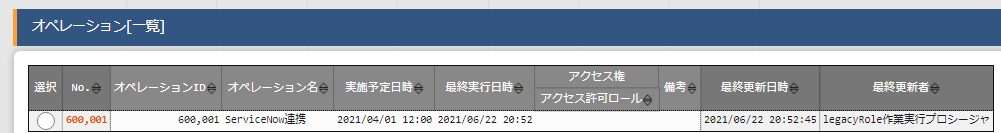 オペレーション[一覧]
選択 No. オペレーションID オペレーション名 実施予定日時 最終実行日時 アクセス権 アクセス許可ロール 備考 最終更新日時 最終更新者
600,001 600,001 ServiceNow連携 2021/04/01 12:00 2021/06/22 20:52 2021/06/22 20:52:45 legacyRole作業実行プロシージャ